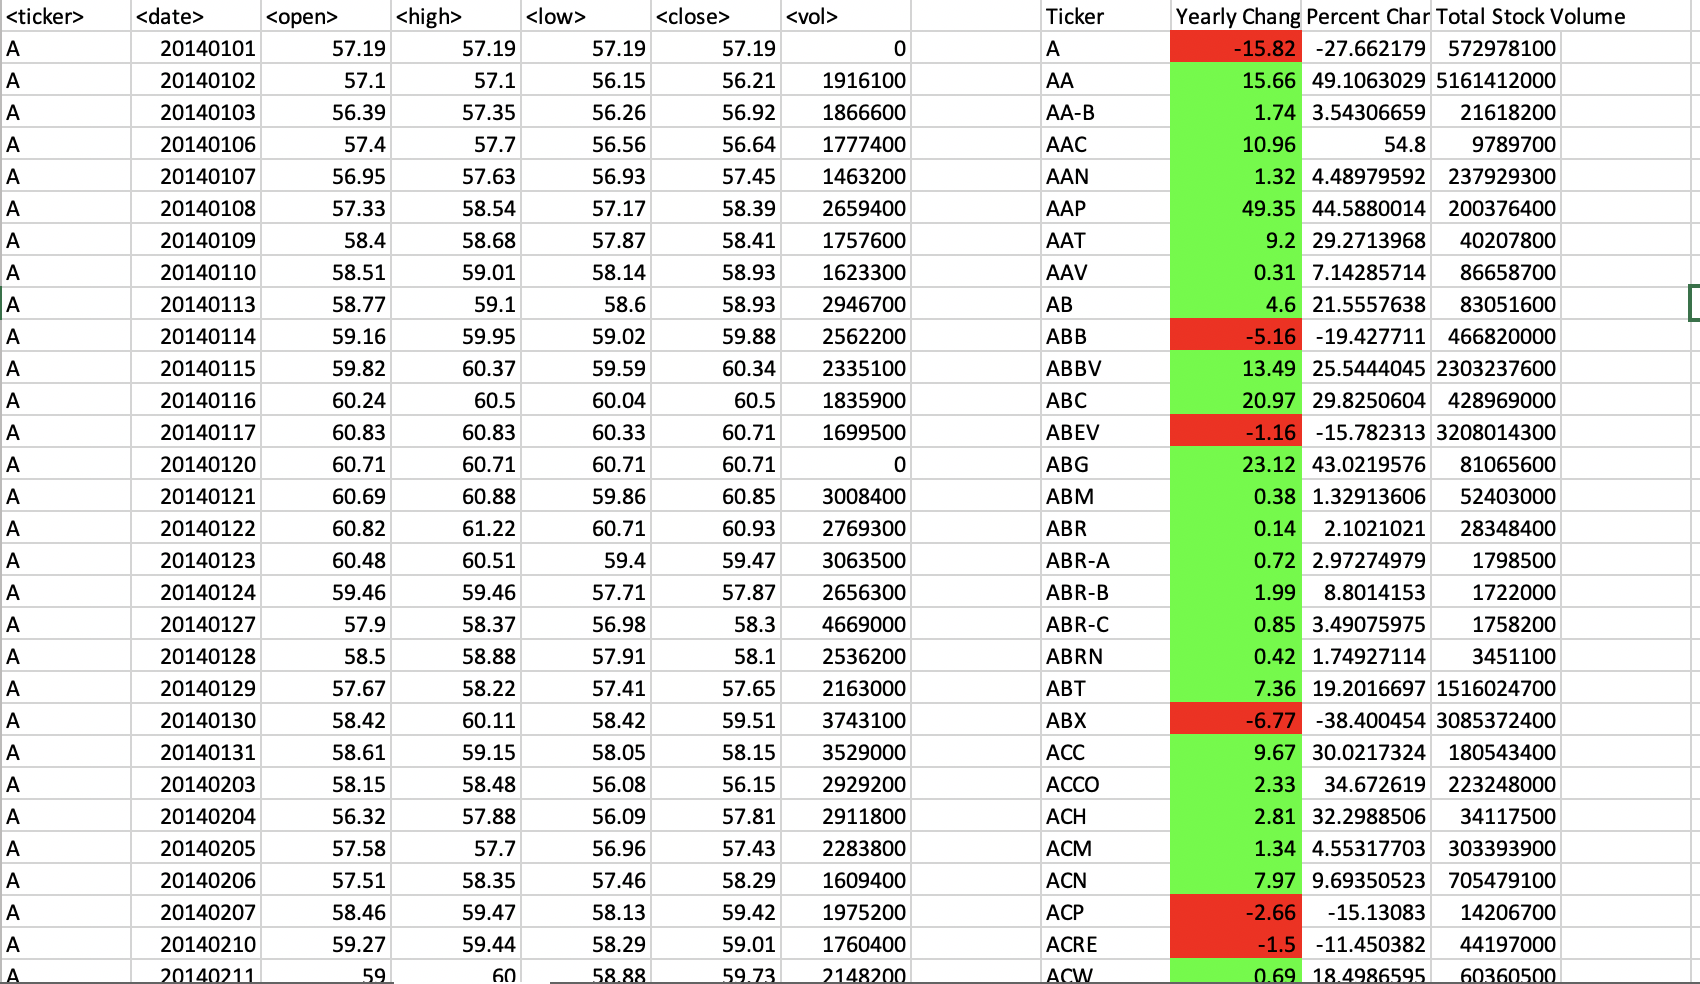 <ticker> <date> <open> <high> <low> <close> <vol> Ticker Yearly Chang Percent Char Total Stock Volume
A 20140101 57.19 57.19 57.19 57.19 0 A -15.82 -27.662179 572978100
A 20140102 57.1 57.1 56.15 56.21 1916100 AA 15.66 49.1063029 5161412000
A 20140103 56.39 57.35 56.26 56.92 1866600 AA-B 1.74 3.54306659 21618200
A 20140106 57.4 57.7 56.56 56.64 1777400 AAC 10.96 54.8 9789700
A 20140107 56.95 57.63 56.93 57.45 1463200 AAN 1.32 4.48979592 237929300
A 20140108 57.33 58.54 57.17 58.39 2659400 AAP 49.35 44.5880014 200376400
A 20140109 58.4 58.68 57.87 58.41 1757600 AAT 9.2 29.2713968 40207800
A 20140110 58.51 59.01 58.14 58.93 1623300 AAV 0.31 7.14285714 86658700
A 20140113 58.77 59.1 58.6 58.93 2946700 AB 4.6 21.5557638 83051600
A 20140114 59.16 59.95 59.02 59.88 2562200 ABB -5.16 -19.427711 466820000
A 20140115 59.82 60.37 59.59 60.34 2335100 ABBV 13.49 25.5444045 2303237600
A 20140116 60.24 60.5 60.04 60.5 1835900 ABC 20.97 29.8250604 428969000
A 20140117 60.83 60.83 60.33 60.71 1699500 ABEV -1.16 -15.782313 3208014300
A 20140120 60.71 60.71 60.71 60.71 0 ABG 23.12 43.0219576 81065600
A 20140121 60.69 60.88 59.86 60.85 3008400 ABM 0.38 1.32913606 52403000
A 20140122 60.82 61.22 60.71 60.93 2769300 ABR 0.14 2.1021021 28348400
A 20140123 60.48 60.51 59.4 59.47 3063500 ABR-A 0.72 2.97274979 1798500
A 20140124 59.46 59.46 57.71 57.87 2656300 ABR-B 1.99 8.8014153 1722000
A 20140127 57.9 58.37 56.98 58.3 4669000 ABR-C 0.85 3.49075975 1758200
A 20140128 58.5 58.88 57.91 58.1 2536200 ABRN 0.42 1.74927114 3451100
A 20140129 57.67 58.22 57.41 57.65 2163000 ABT 7.36 19.2016697 1516024700
A 20140130 58.42 60.11 58.42 59.51 3743100 ABX -6.77 -38.400454 3085372400
A 20140131 58.61 59.15 58.05 58.15 3529000 ACC 9.67 30.0217324 180543400
A 20140203 58.15 58.48 56.08 56.15 2929200 ACCO 2.33 34.672619 223248000
A 20140204 56.32 57.88 56.09 57.81 2911800 ACH 2.81 32.2988506 34117500
A 20140205 57.58 57.7 56.96 57.43 2283800 ACM 1.34 4.55317703 303393900
A 20140206 57.51 58.35 57.46 58.29 1609400 ACN 7.97 9.69350523 705479100
A 20140207 58.46 59.47 58.13 59.42 1975200 ACP -2.66 -15.13083 14206700
A 20140210 59.27 59.44 58.29 59.01 1760400 ACRE -1.5 -11.450382 44197000
A 20140211 59 60 58.88 59.73 2148200 ACW 0.69 18.4986595 60360500